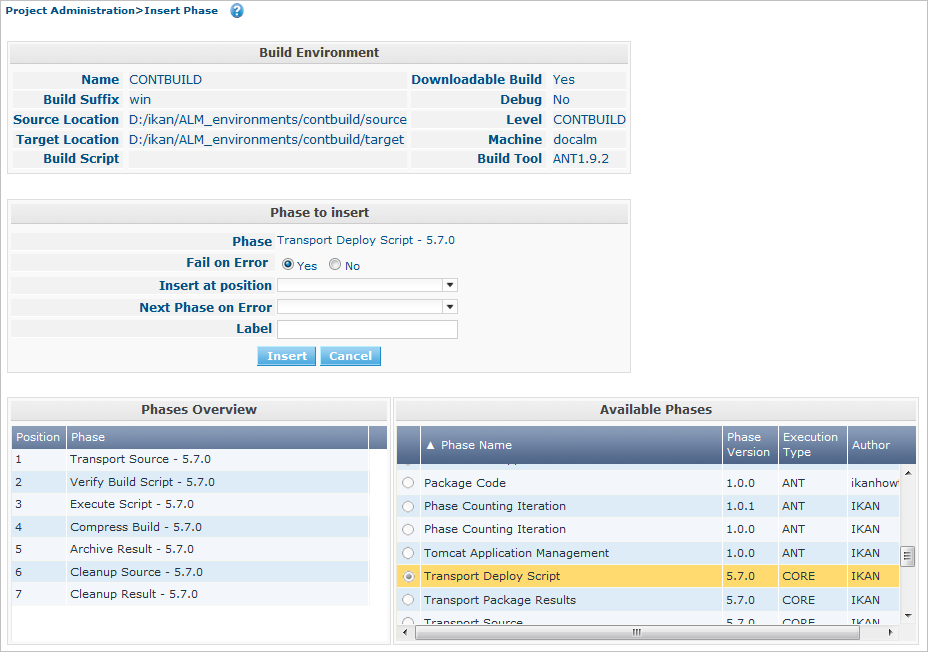 Project Administration>Insert Phase ?
Build Environment
Name CONTBUILD Downloadable Build Yes
Build Suffix win Debug No
Source Location D:/ikan/ALM_environments/contbuild/source Level CONTBUILD
Target Location D:/ikan/ALM_environments/contbuild/target Machine docalm
Build Script Build Tool ANT1.9.2
Phase to insert
Phase Transport Deploy Script - 5.7.0
Fail on Error Yes No
Insert at position
Next Phase on Error
Label
Insert Cancel
Phases Overview
Position Phase
1 Transport Source - 5.7.0
2 Verify Build Script - 5.7.0
3 Execute Script - 5.7.0
4 Compress Build - 5.7.0
5 Archive Result - 5.7.0
6 Cleanup Source - 5.7.0
7 Cleanup Result - 5.7.0
Available Phases
▲ Phase Name Phase Version Execution Type Author
Package Code 1.0.0 ANT ikanhow
Phase Counting Iteration 1.0.1 ANT IKAN
Phase Counting Iteration 1.0.0 ANT IKAN
Tomcat Application Management 1.0.0 ANT IKAN
Transport Deploy Script 5.7.0 CORE IKAN
Transport Package Results 5.7.0 CORE IKAN
Transport Source 5.7.0 CORE IKAN